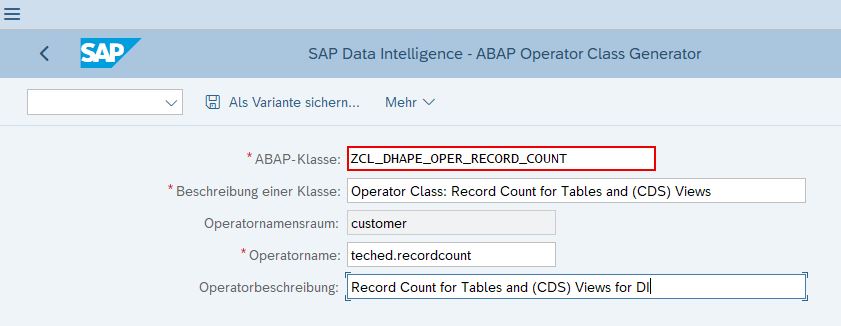 SAP SAP Data Intelligence - ABAP Operator Class Generator
Als Variante sichern... Mehr
* ABAP-Klasse: ZCL_DHAPE_OPER_RECORD_COUNT
* Beschreibung einer Klasse: Operator Class: Record Count for Tables and (CDS) Views
Operatornamensraum: customer
* Operatorname: teched.recordcount
Operatorbeschreibung: Record Count for Tables and (CDS) Views for DI